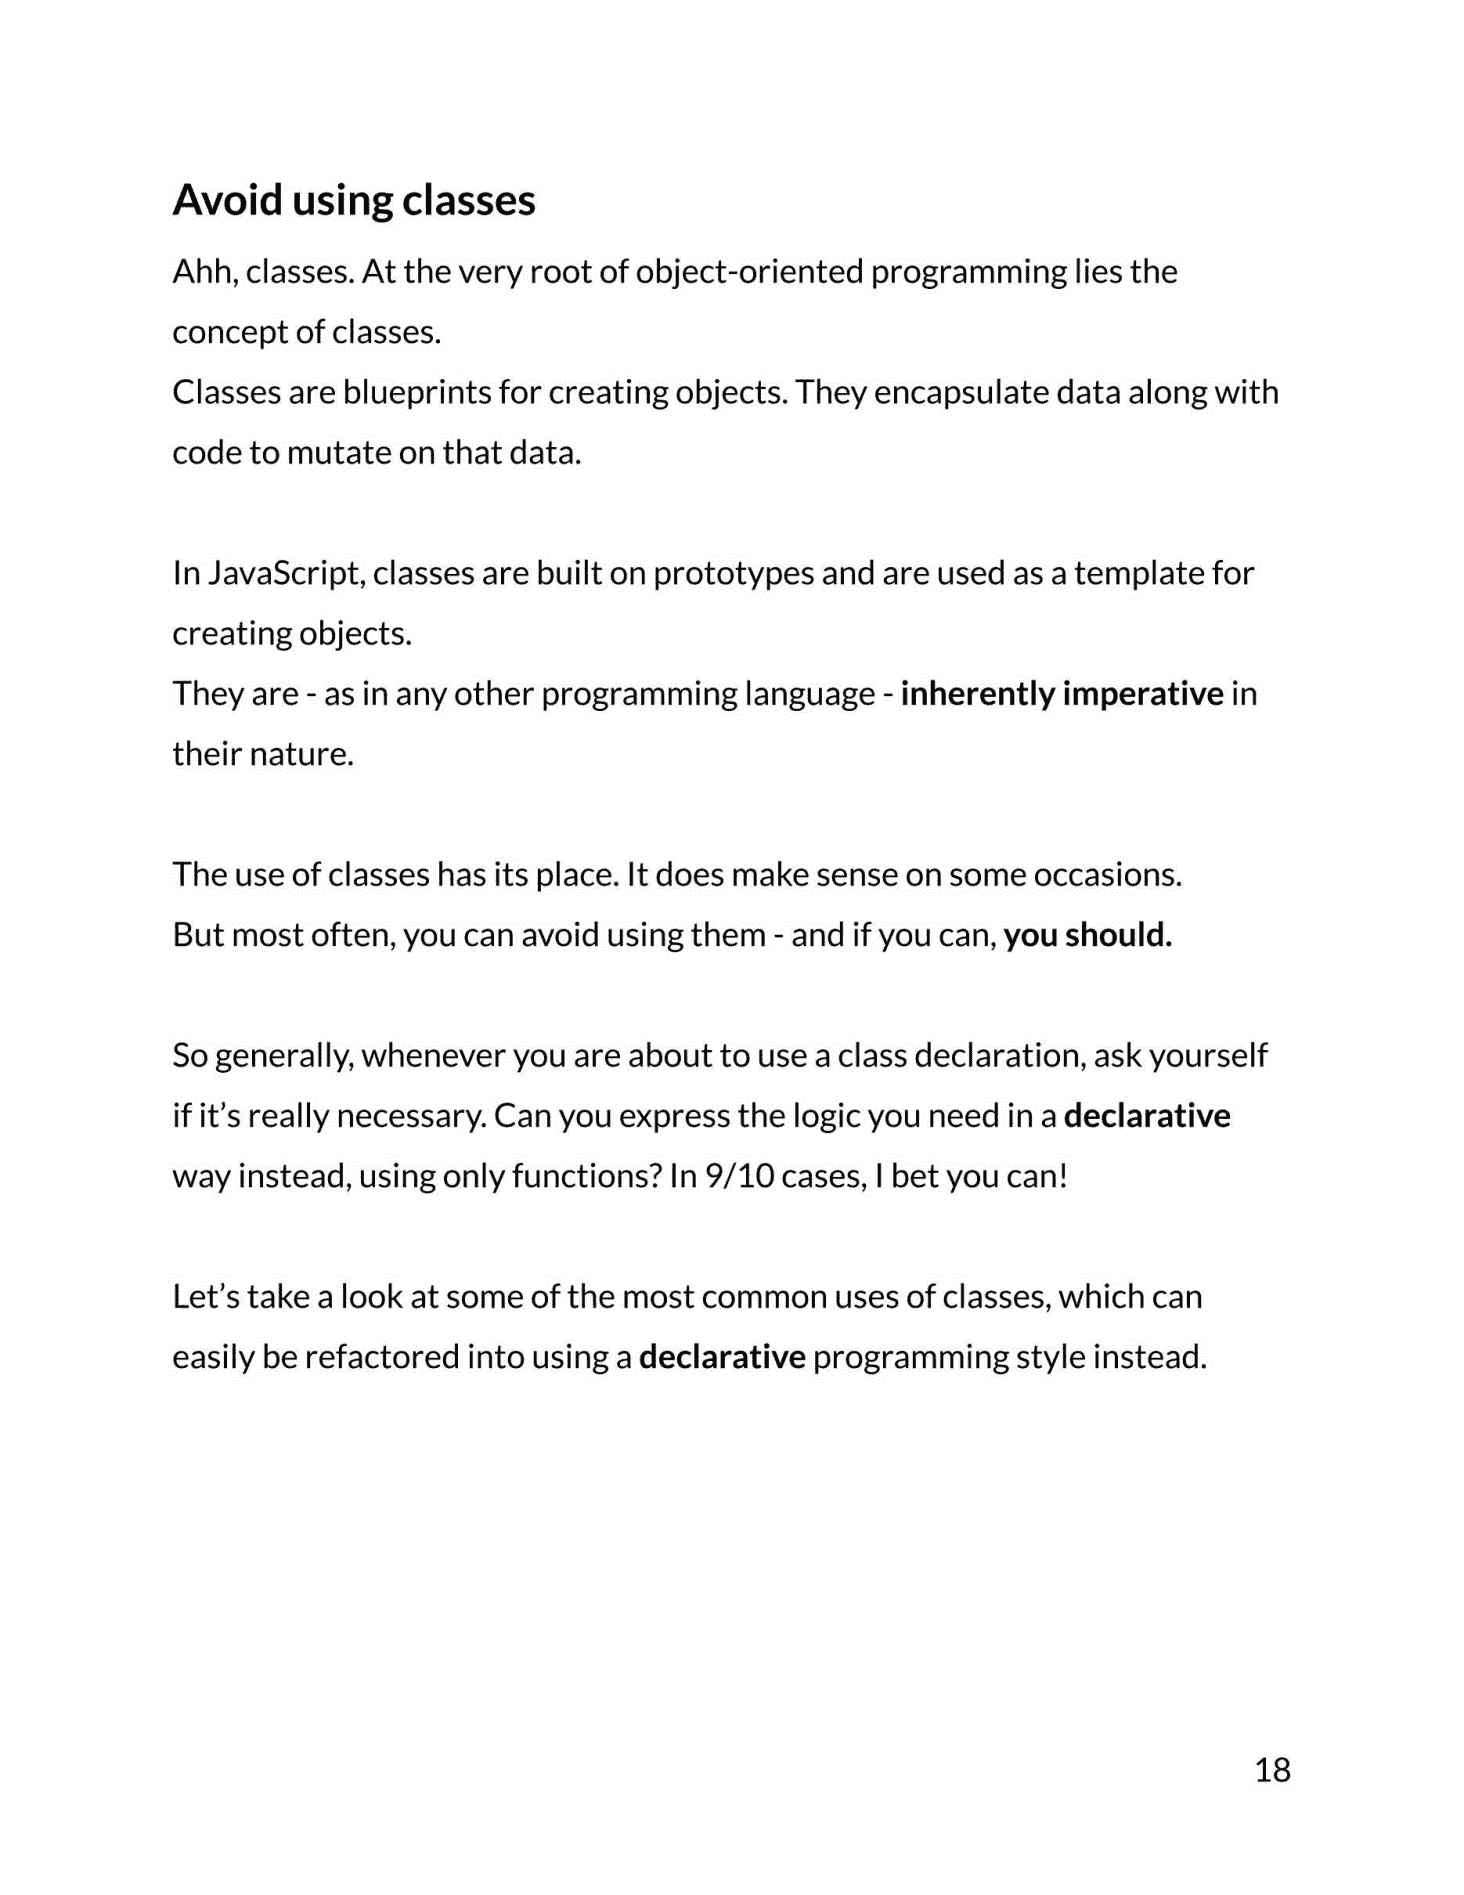 Avoid using classes
Ahh, classes. At the very root of object-oriented programming lies the
concept of classes.
Classes are blueprints for creating objects. They encapsulate data along with
code to mutate on that data.
In JavaScript, classes are built on prototypes and are used as a template for
creating objects.
They are - as in any other programming language - inherently imperative in
their nature.
The use of classes has its place. It does make sense on some occasions.
But most often, you can avoid using them - and if you can, you should.
So generally, whenever you are about to use a class declaration, ask yourself
if it’s really necessary. Can you express the logic you need in a declarative
way instead, using only functions? In 9/10 cases, I bet you can!
Let’s take a look at some of the most common uses of classes, which can
easily be refactored into using a declarative programming style instead.
18